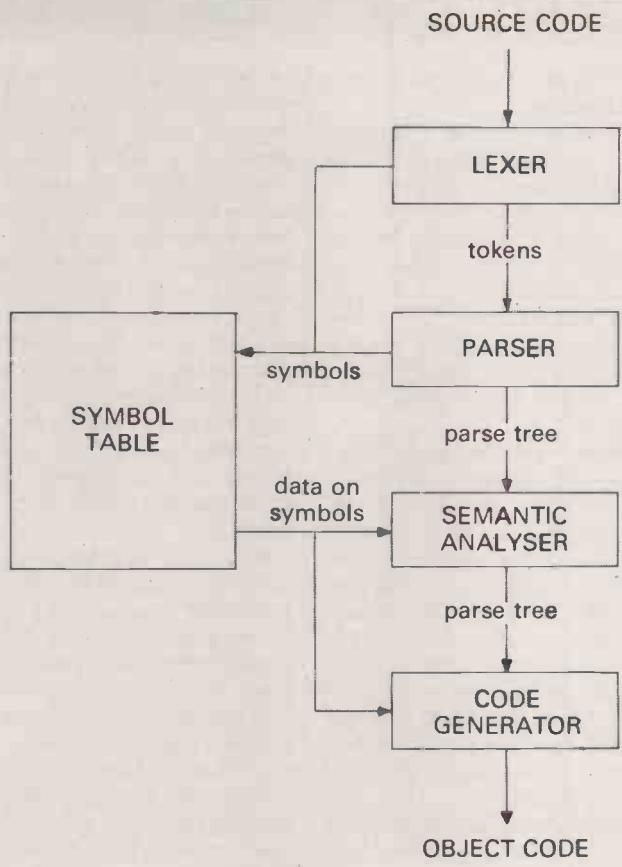 SOURCE CODE
LEXER
tokens
PARSER
symbols
SYMBOL
TABLE
parse tree
data on
symbols
SEMANTIC
ANALYSER
parse tree
CODE
GENERATOR
OBJECT CODE